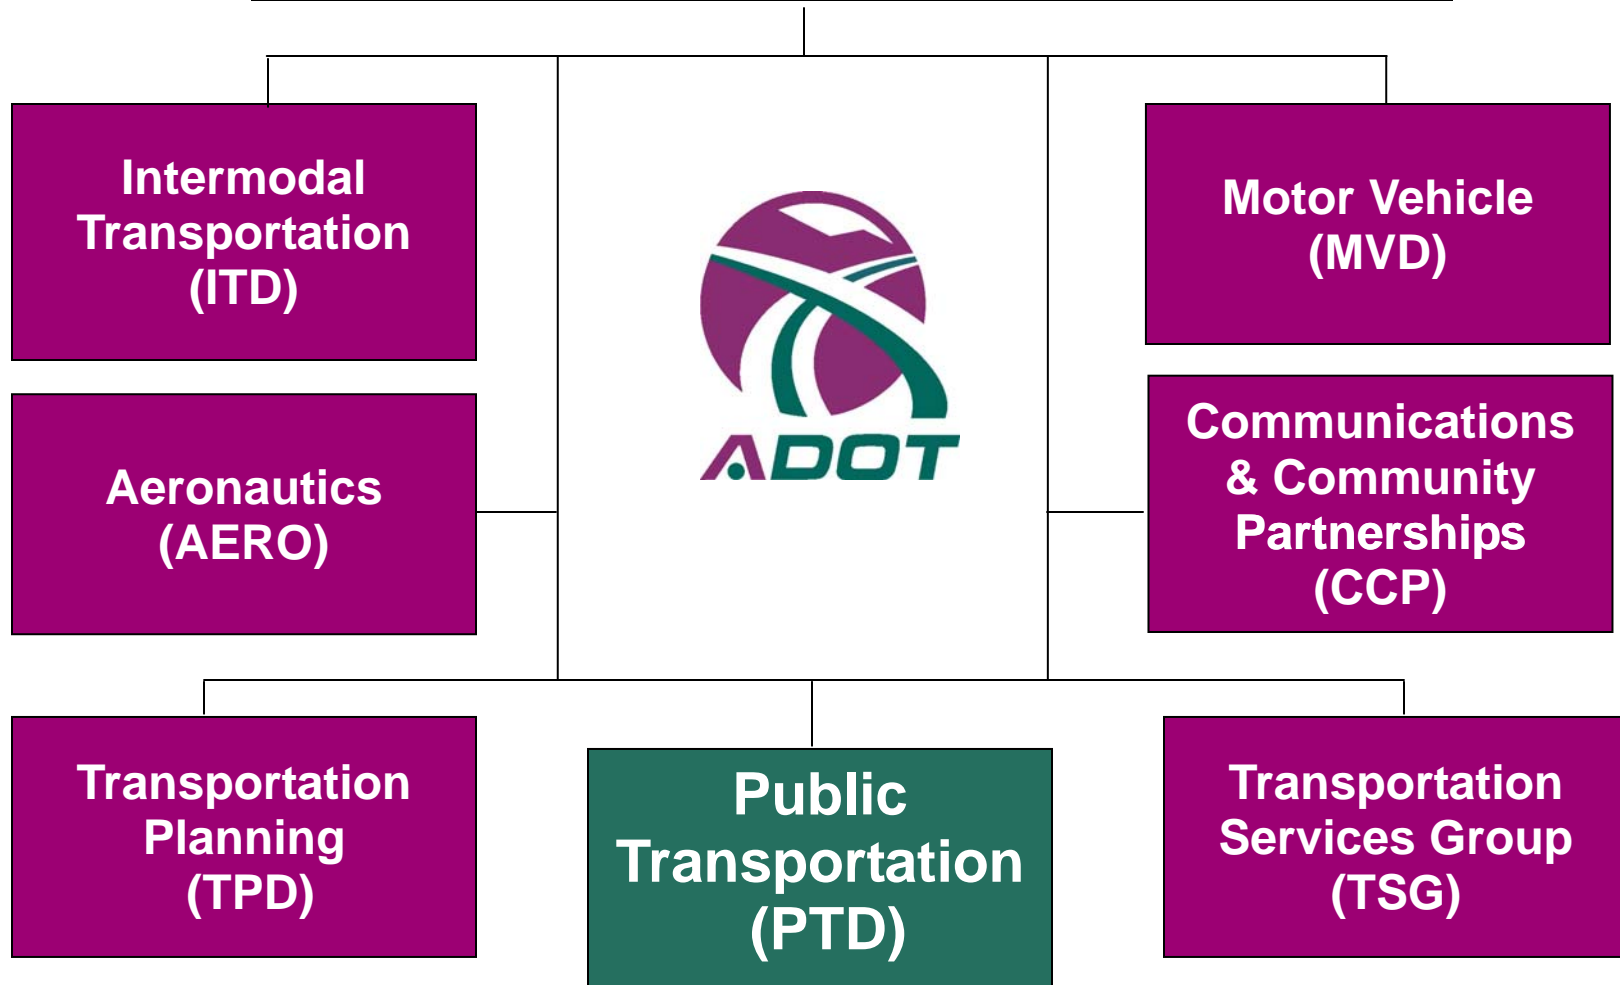 Intermodal
Transportation
(ITD)
Motor Vehicle
(MVD)
ADOT
Aeronautics
(AERO)
Communications
& Community
Partnerships
(CCP)
Transportation
Planning
(TPD)
Public
Transportation
(PTD)
Transportation
Services Group
(TSG)